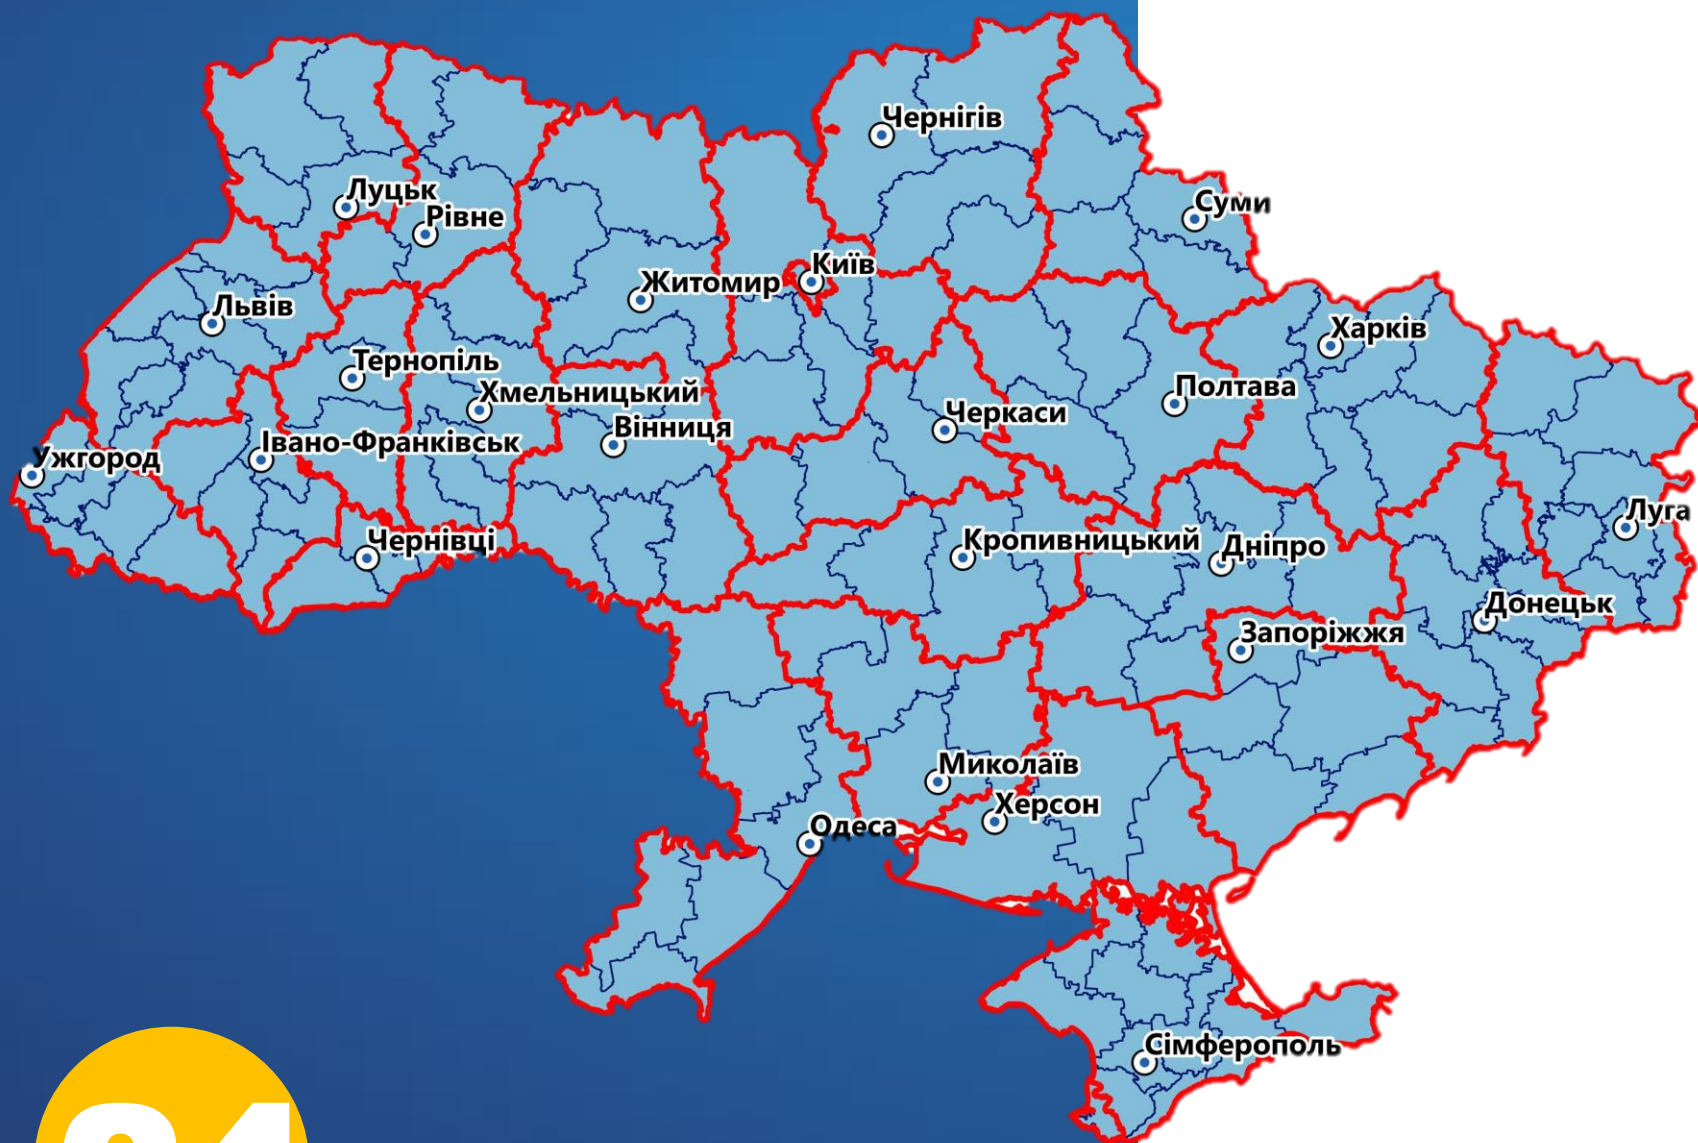 Чернігів
Луцьк
Суми
Рівне
Київ
Житомир
Львів
Харків
Тернопіль
Хмельницький
Полтава
Черкаси
Вінниця
Івано-Франківськ
Ужгород
Луга
Чернівці
Кропивницький
Дніпро
Донецьк
Запоріжжя
Миколаїв
Херсон
Одеса
Сімферополь